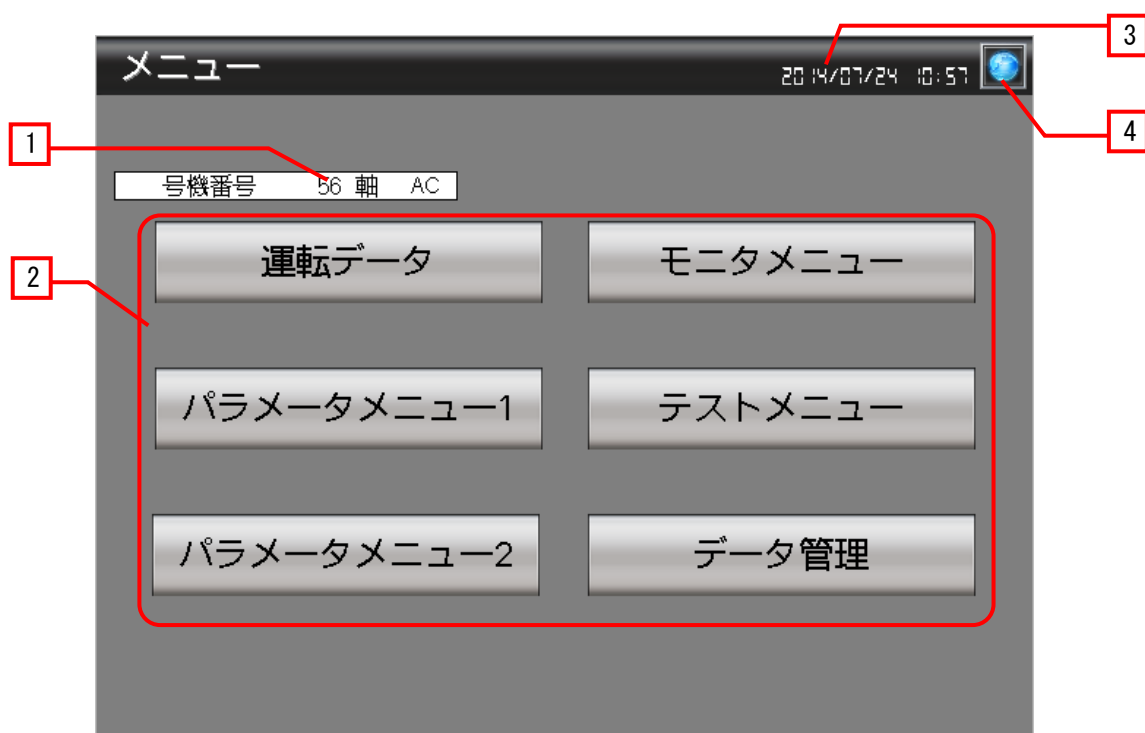 3
メニュー
2014/07/24 10:57
4
1
号機番号 56 軸 AC
2
運転データ モニタメニュー
パラメータメニュー1 テストメニュー
パラメータメニュー2 データ管理